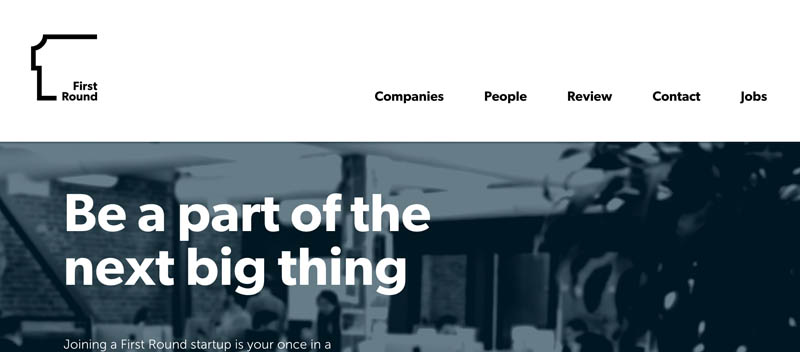 First
Round
Companies People Review Contact Jobs
Be a part of the
next big thing
Joining a First Round startup is your once in a